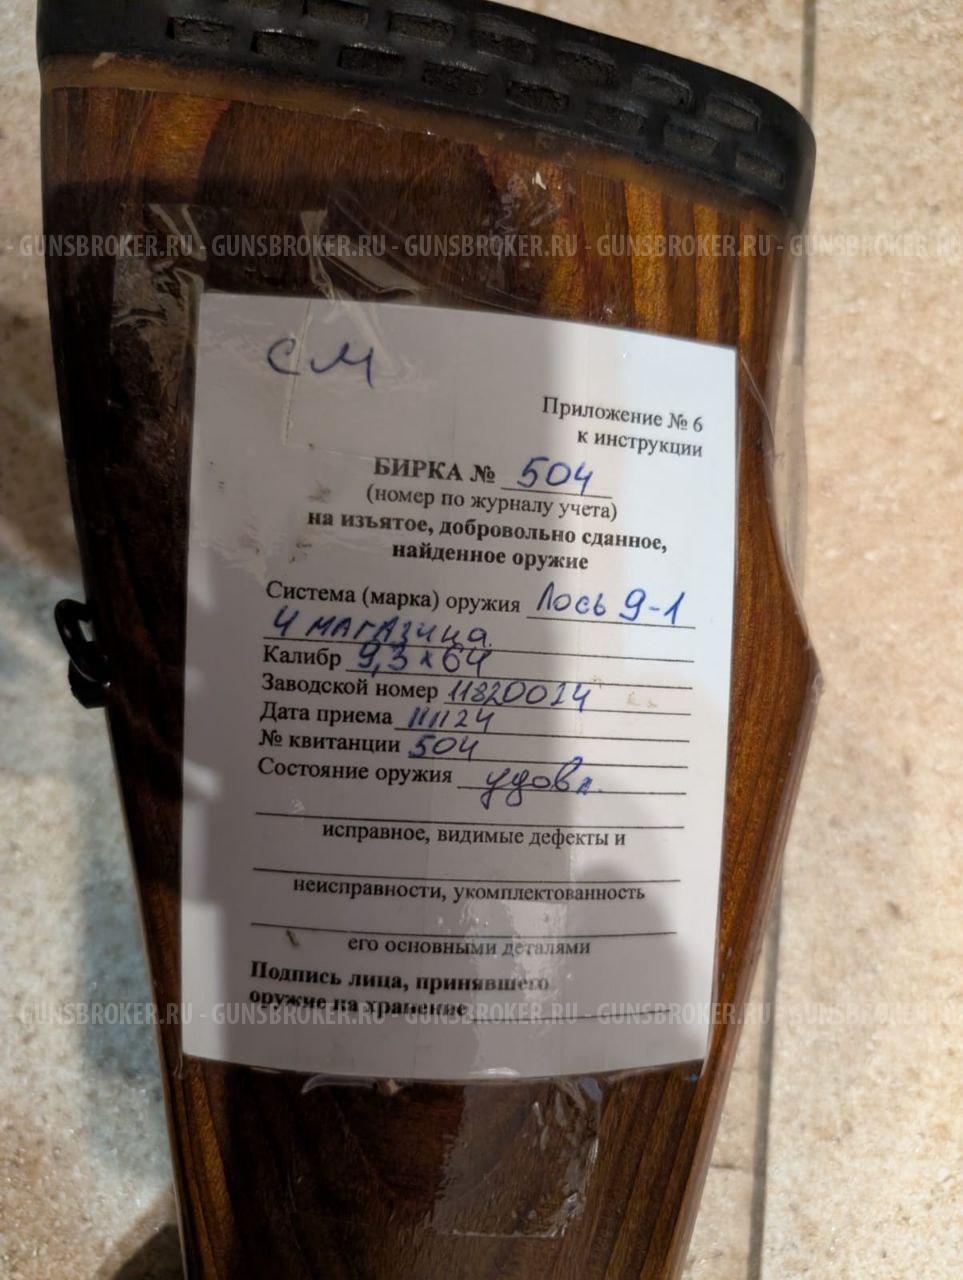 - GUNSBROKER.RU - GUNSBROKER.RU - GUNSBROKER.RU - GUNSBROKER.RU - GUNSBROKER.RU
СМ
Приложение № 6
к инструкции
БИРКА № 504
(номер по журналу учета)
на изъятое, добровольно сданное,
найденное оружие
Система (марка) оружия Лось 9-1
4 магазина
Калибр 9,3х64
Заводской номер
Дата приема 111124
№ квитанции 504
Состояние оружия удовл.
исправное, видимые дефекты и
неисправности, укомплектованность
его основными деталями
Подпись лица, принявшего
оружие на хранение
GUNSBROKER.RU - GUNSBROKER.RU - GUNSBROKER.RU - GUNSBROKER.RU - GUNSBROKER.RU